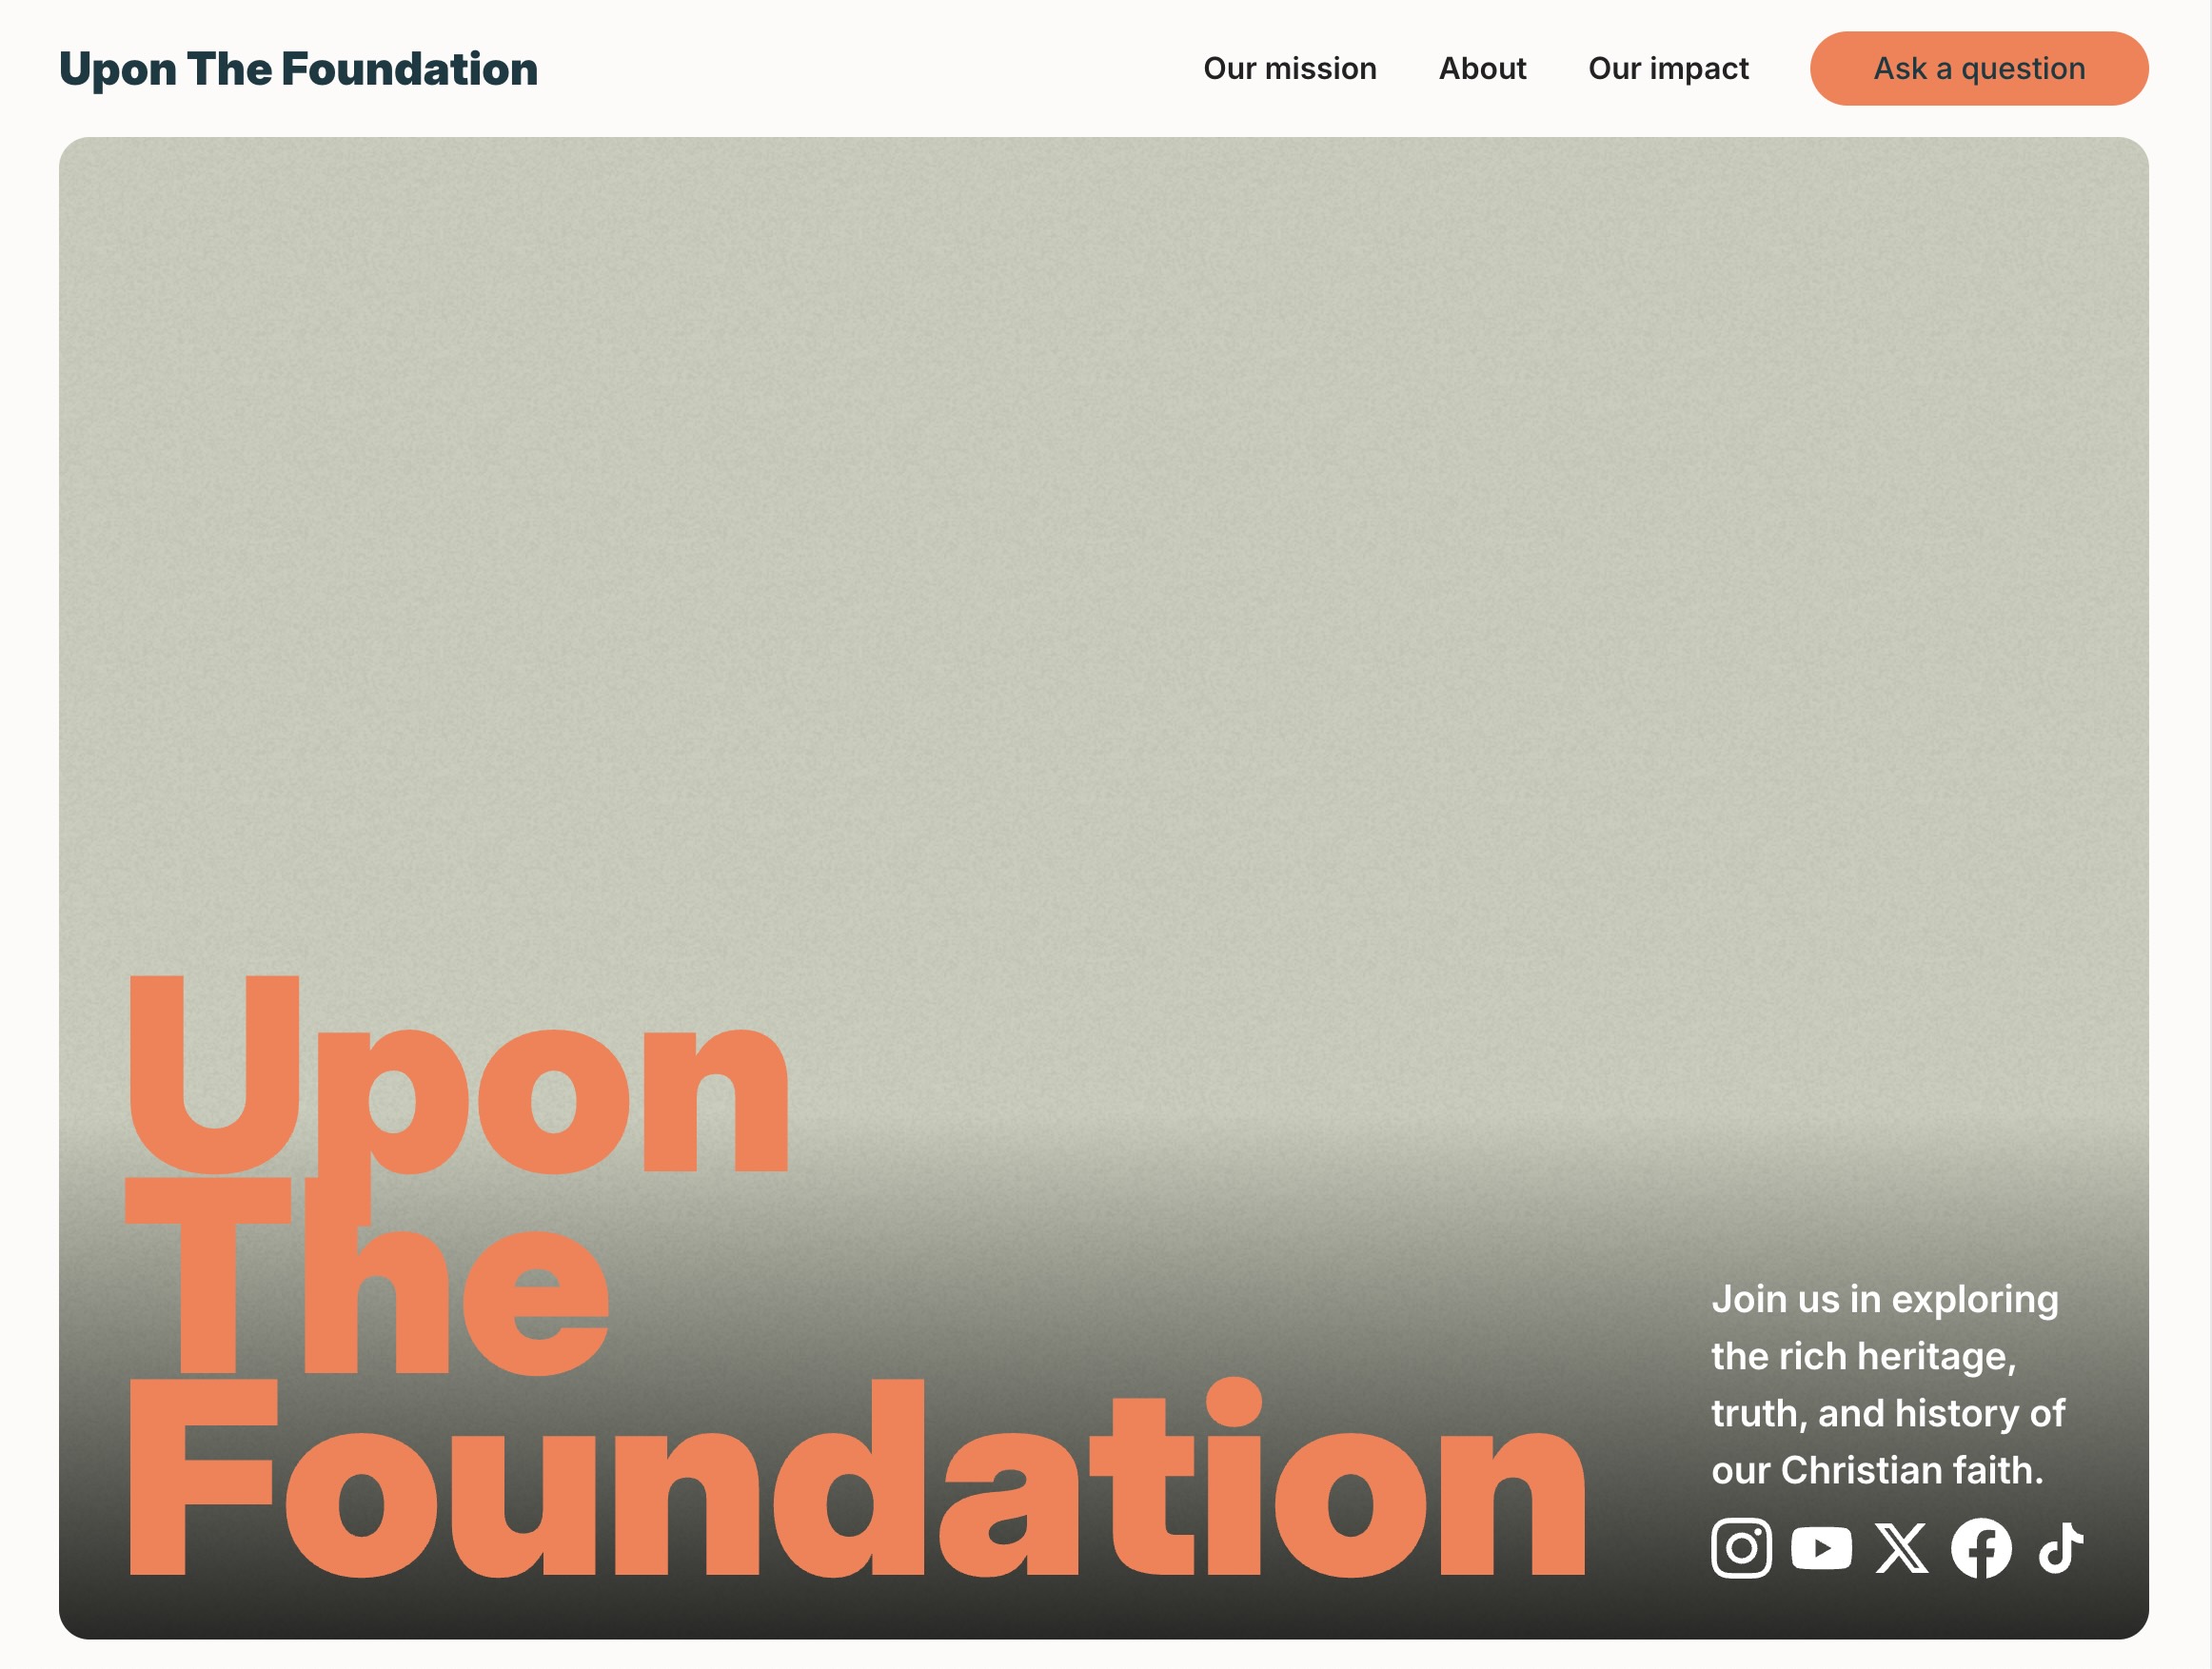 Upon The Foundation
Our mission
About
Our impact
Ask a question
Upon
The
Foundation
Join us in exploring
the rich heritage,
truth, and history of
our Christian faith.